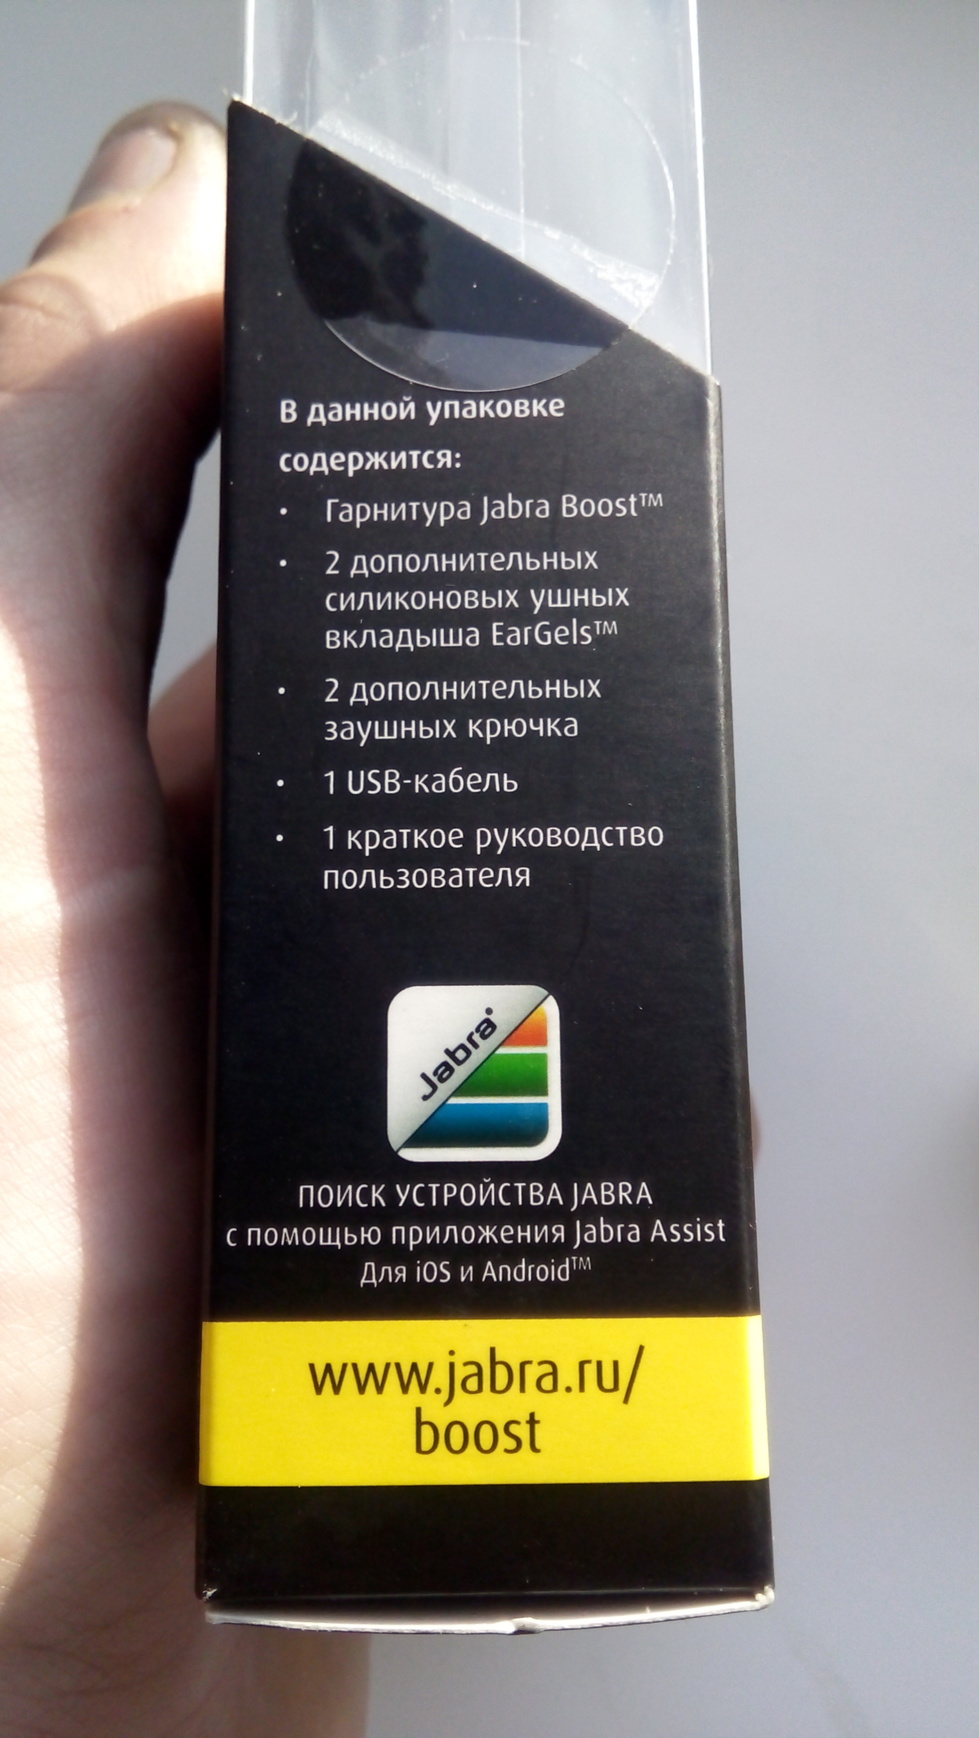 В данной упаковке
содержится:
• Гарнитура Jabra Boost™
• 2 дополнительных
силиконовых ушных
вкладыша EarGels™
• 2 дополнительных
заушных крючка
• 1 USB-кабель
• 1 краткое руководство
пользователя
Jabra®
ПОИСК УСТРОЙСТВА JABRA
с помощью приложения Jabra Assist
Для iOS и Android™
www.jabra.ru/
boost